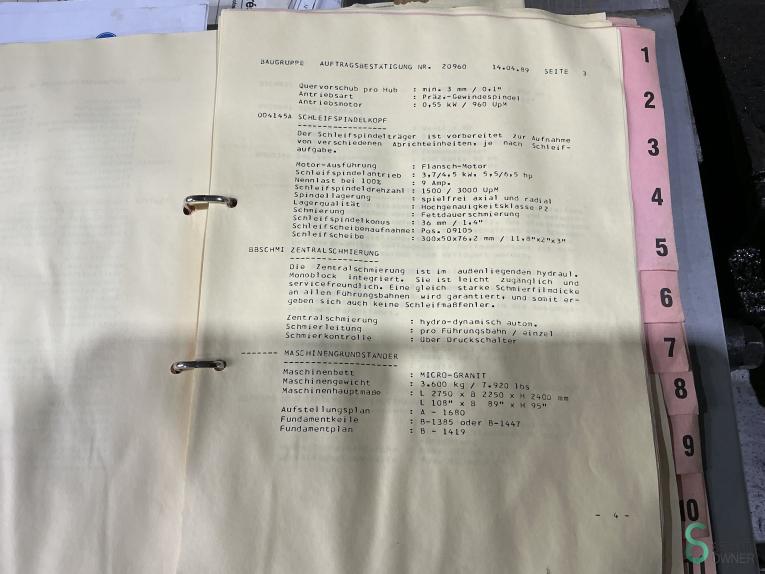 BAUGRUPPE AUFTRAGSBESTÄTIGUNG NR. 20960 14.04.89 SEITE 3
Quervorschub pro Hub : min. 3 mm / 0.1"
Antriebsart : Präz.-Gewindespindel
Antriebsmotor : 0,55 kW / 960 UpM
004145A SCHLEIFSPINDELKOPF
Der Schleifspindelträger ist vorbereitet zur Aufnahme
von verschiedenen Abrichteinheiten, je nach Schleif-
aufgabe.
Motor-Ausführung : Flansch-Motor
Schleifspindelantrieb : 3,7/4,5 kW, 5,5/6,5 hp
Nennlast bei 100% : 9 Amp.
Schleifspindeldrehzahl : 1500 / 3000 UpM
Spindellagerung : spielfrei axial und radial
Lagerqualität : Hochgenauigkeitsklasse P2
Schmierung : Fettdauerschmierung
Schleifspindelkonus : 36 mm / 1.4"
Schleifscheibenaufnahme: Pos. 09105
Schleifscheibe : 300x50x76,2 mm / 11.8"x2"x3"
BBSCHMI ZENTRALSCHMIERUNG
Die Zentralschmierung ist im außenliegenden hydraul.
Monoblock integriert. Sie ist leicht zugänglich und
servicefreundlich. Eine gleich starke Schmierfilmdicke
an allen Führungsbahnen wird garantiert, und somit er-
geben sich auch keine Schleifmaßfehler.
Zentralschmierung : hydro-dynamisch autom.
Schmierleitung : pro Führungsbahn / einzel
Schmierkontrolle : über Druckschalter
------- MASCHINENGRUNDSTÄNDER
Maschinenbett : MICRO-GRANIT
Maschinengewicht : 3.600 kg / 7.920 lbs
Maschinenhauptmaße : L 2750 x B 2250 x H 2400 mm
L 108" x B 89" x H 95"
Aufstellungsplan : A - 1680
Fundamentkeile : B-1385 oder B-1447
Fundamentplan : B - 1419
- 4 -
1
2
3
4
5
6
7
8
9
10
OWNER